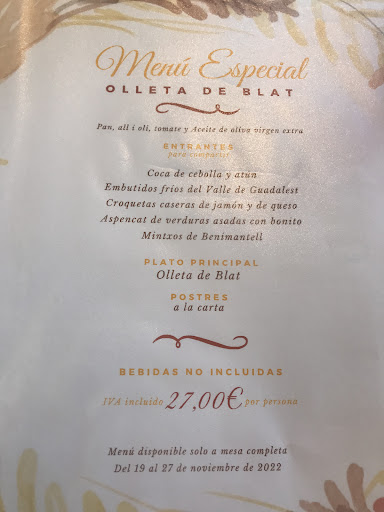 Menú Especial
OLLETA DE BLAT
Pan, all i oli, tomate y Aceite de oliva virgen extra
ENTRANTES
para compartir
Coca de cebolla y atún
Embutidos fríos del Valle de Guadalest
Croquetas caseras de jamón y de queso
Aspencat de verduras asadas con bonito
Mintxos de Benimantell
PLATO PRINCIPAL
Olleta de Blat
POSTRES
a la carta
BEBIDAS NO INCLUIDAS
IVA incluido 27,00€ por persona
Menú disponible solo a mesa completa
Del 19 al 27 de noviembre de 2022